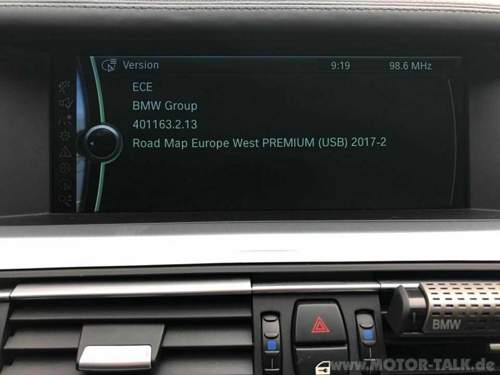 Version 9:19 98.6 MHz
ECE
BMW Group
401163.2.13
Road Map Europe West PREMIUM (USB) 2017-2
BMW
www.MOTOR-TALK.de